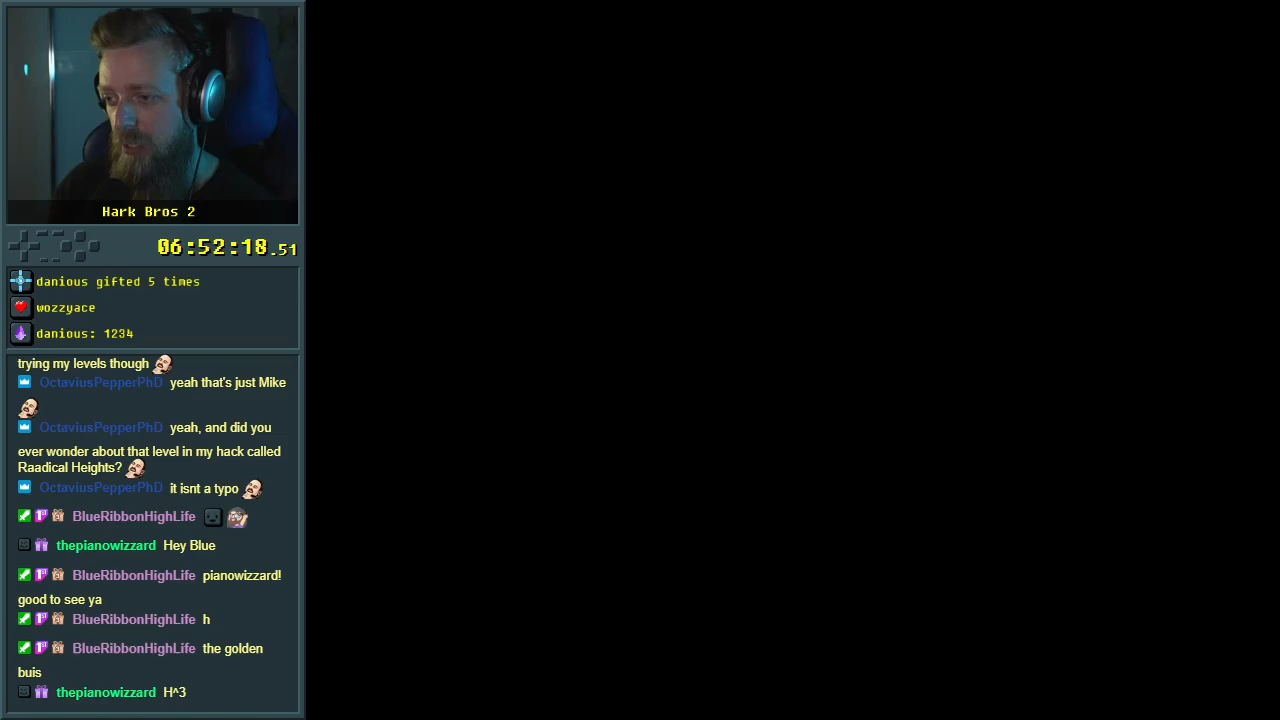 Hark Bros 2
06:52:18.51
danious gifted 5 times
wozzyace
danious: 1234
trying my levels though
OctaviusPepperPhD yeah that's just Mike
OctaviusPepperPhD yeah, and did you
ever wonder about that level in my hack called
Raadical Heights?
OctaviusPepperPhD it isnt a typo
BlueRibbonHighLife
thepianowizzard Hey Blue
BlueRibbonHighLife pianowizzard!
good to see ya
BlueRibbonHighLife h
BlueRibbonHighLife the golden
buis
thepianowizzard H^3